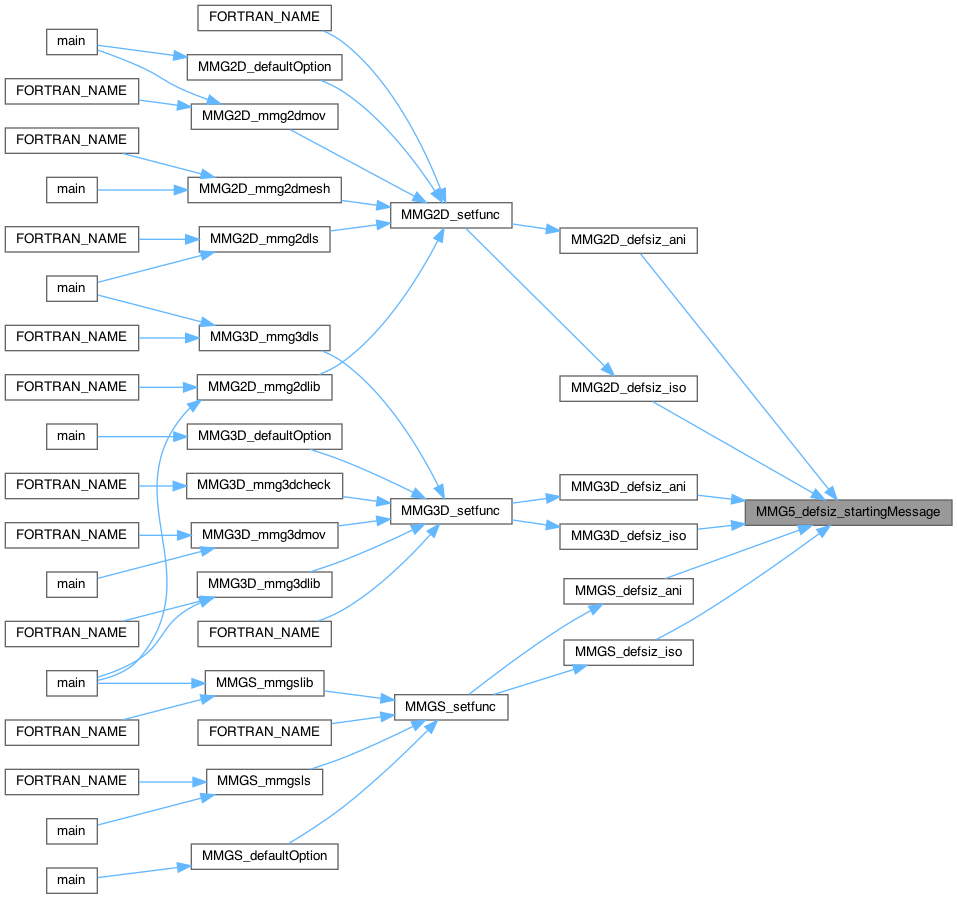 FORTRAN_NAME
main
MMG2D_defaultOption
FORTRAN_NAME
MMG2D_mmg2dmov
FORTRAN_NAME
main
MMG2D_mmg2dmesh
MMG2D_setfunc
FORTRAN_NAME
MMG2D_mmg2dls
MMG2D_defsiz_ani
main
FORTRAN_NAME
MMG3D_mmg3dls
FORTRAN_NAME
MMG2D_mmg2dlib
MMG2D_defsiz_iso
main
MMG3D_defaultOption
FORTRAN_NAME
MMG3D_mmg3dcheck
MMG3D_defsiz_ani
MMG3D_setfunc
MMG5_defsiz_startingMessage
FORTRAN_NAME
MMG3D_mmg3dmov
MMG3D_defsiz_iso
main
MMG3D_mmg3dlib
MMGS_defsiz_ani
FORTRAN_NAME
FORTRAN_NAME
MMGS_defsiz_iso
main
MMGS_mmgslib
MMGS_setfunc
FORTRAN_NAME
FORTRAN_NAME
FORTRAN_NAME
MMGS_mmgsls
main
MMGS_defaultOption
main